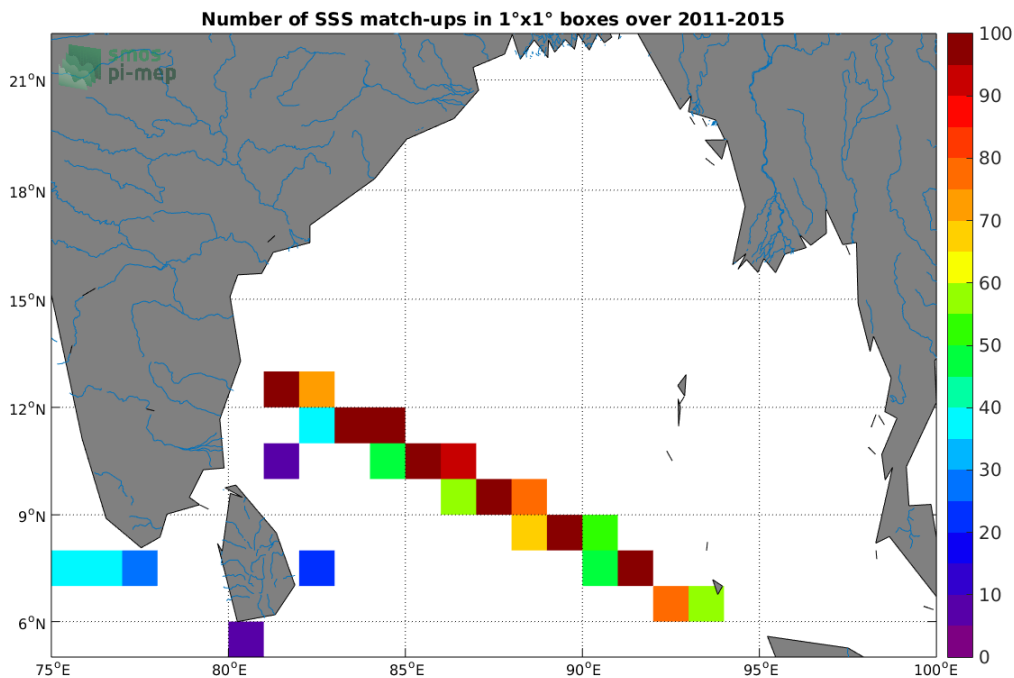 Number of SSS match-ups in 1°x1° boxes over 2011-2015
smos
pi-mep
21°N
18°N
15°N
12°N
9°N
6°N
75°E 80°E 85°E 90°E 95°E 100°E
100
90
80
70
60
50
40
30
20
10
0